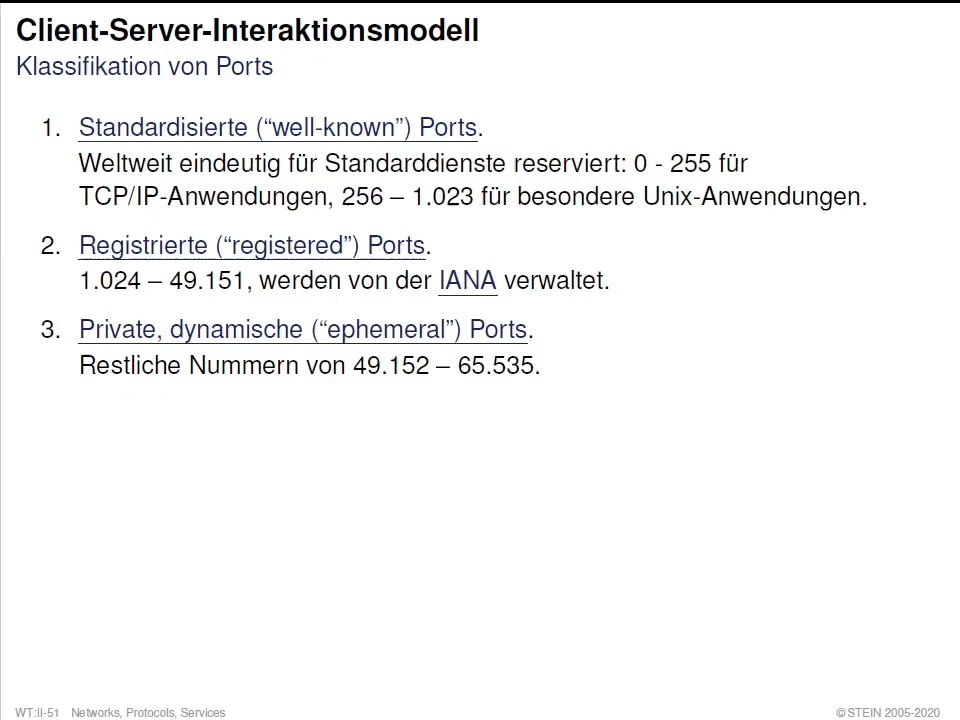 Client-Server-Interaktionsmodell
Klassifikation von Ports
1. Standardisierte (“well-known”) Ports.
Weltweit eindeutig für Standarddienste reserviert: 0 - 255 für
TCP/IP-Anwendungen, 256 – 1.023 für besondere Unix-Anwendungen.
2. Registrierte (“registered”) Ports.
1.024 – 49.151, werden von der IANA verwaltet.
3. Private, dynamische (“ephemeral”) Ports.
Restliche Nummern von 49.152 – 65.535.
WT:II-51 Networks, Protocols, Services
©STEIN 2005-2020